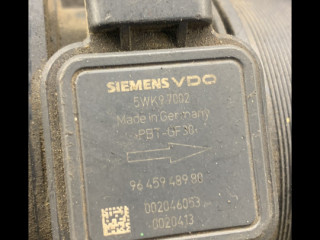 SIEMENS VDO
5WK97002
Made in Germany
>PBT-GF30<
96 459 489 80
002046053
0020413